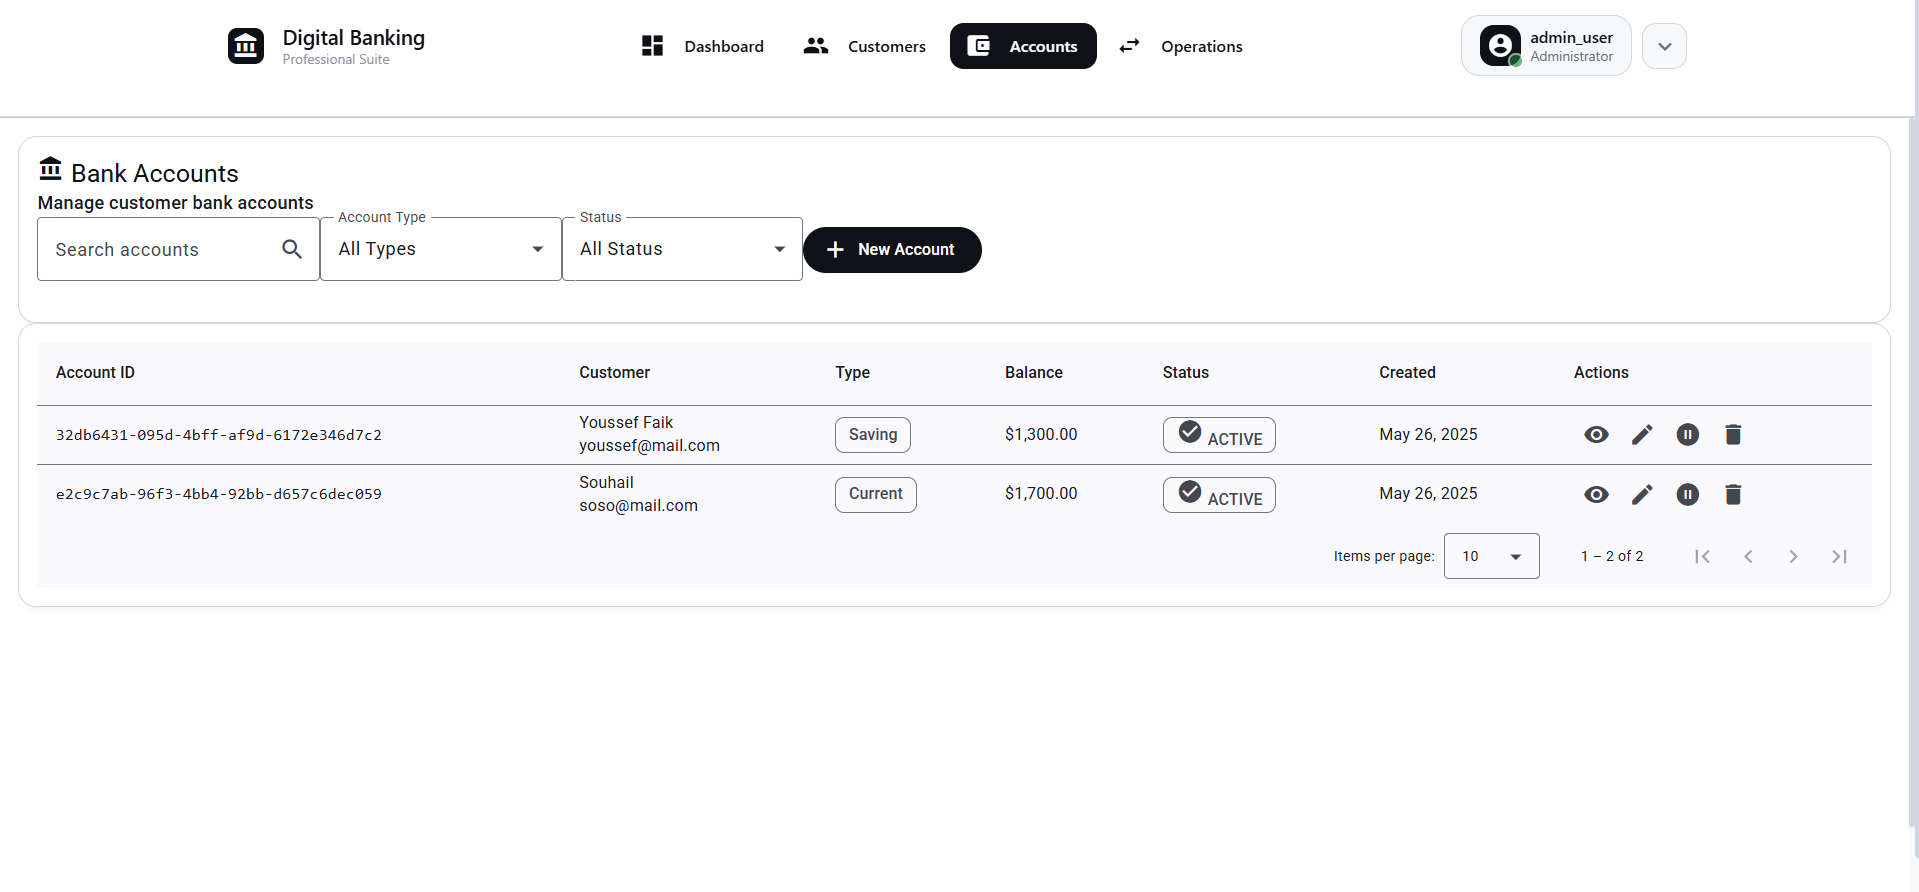 Digital Banking
Professional Suite
Dashboard
Customers
Accounts
Operations
admin_user
Administrator
Bank Accounts
Manage customer bank accounts
Search accounts
Account Type
All Types
Status
All Status
New Account
Account ID Customer Type Balance Status Created Actions
32db6431-095d-4bff-af9d-6172e346d7c2 Youssef Faik Saving $1,300.00 ACTIVE May 26, 2025
youssef@mail.com
e2c9c7ab-96f3-4bb4-92bb-d657c6dec059 Souhail Current $1,700.00 ACTIVE May 26, 2025
soso@mail.com
Items per page: 10 1 – 2 of 2